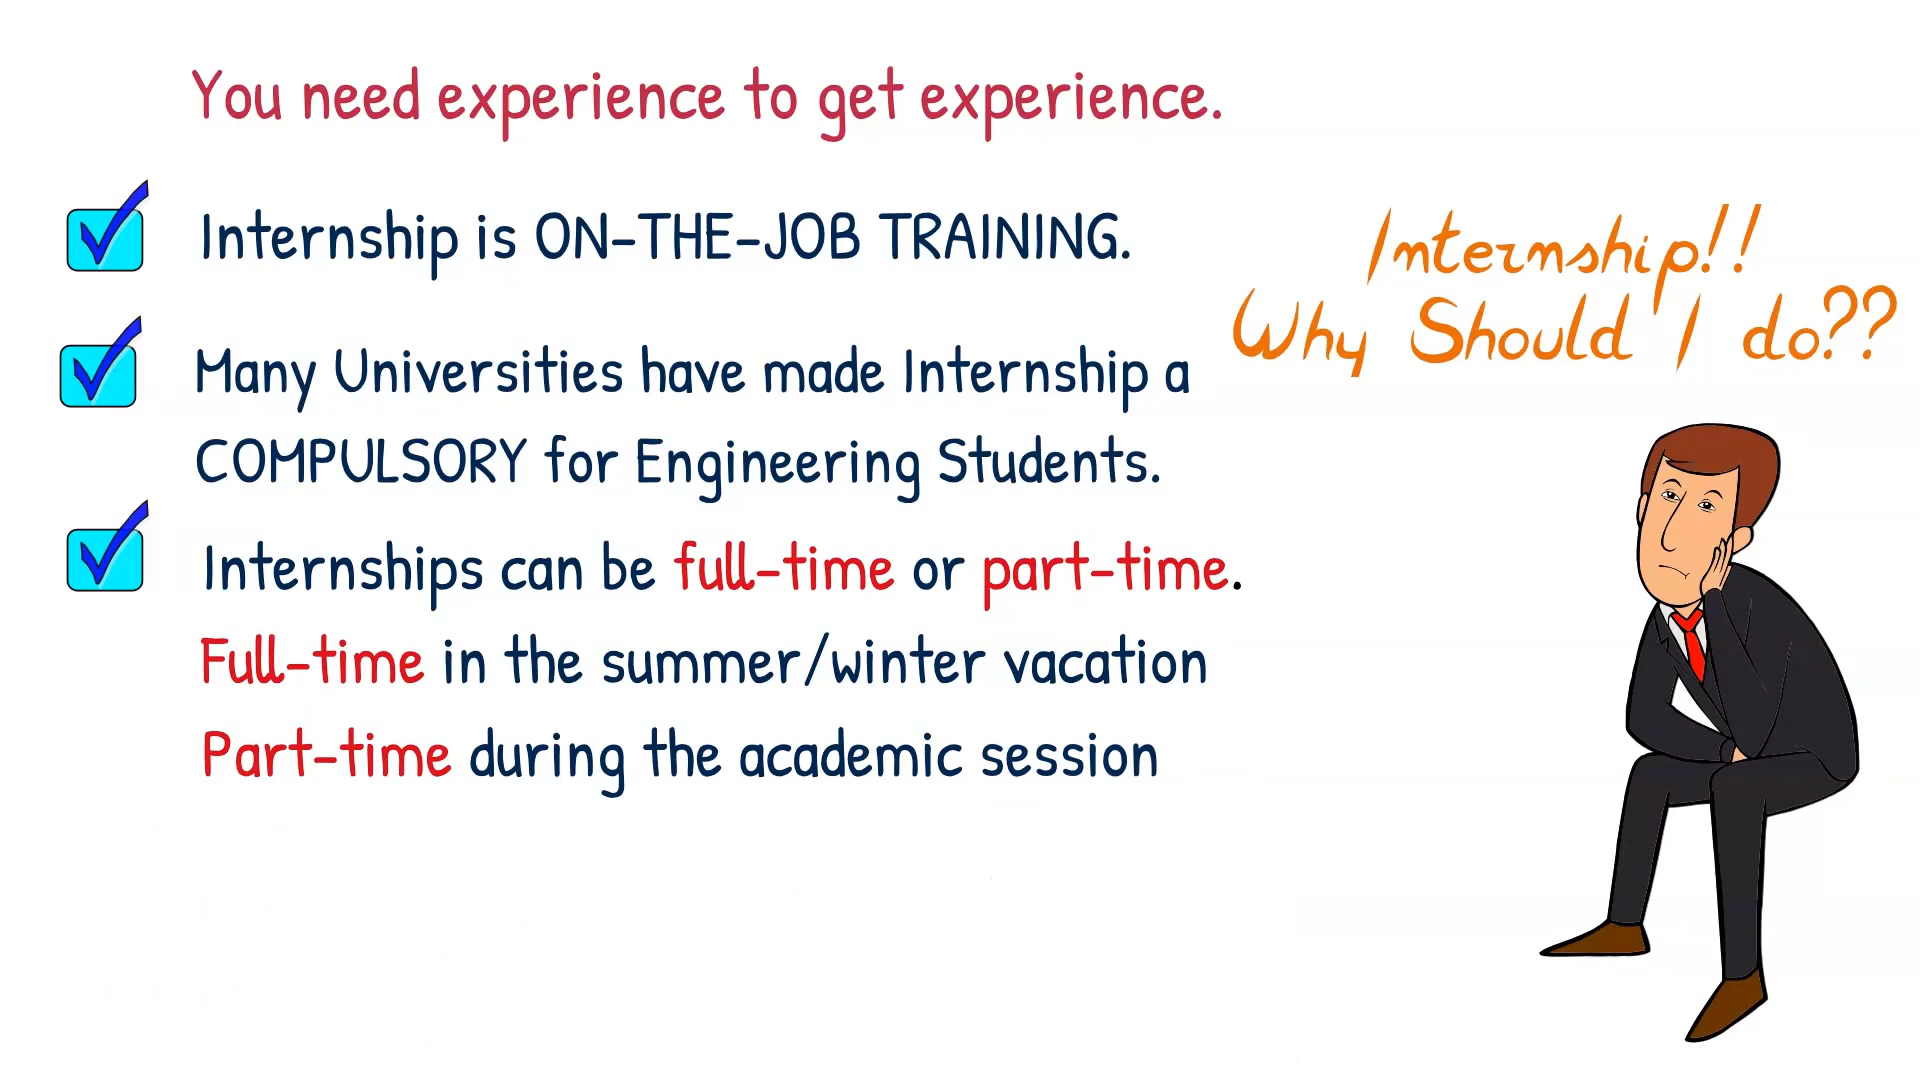 You need experience to get experience.
Internship is ON-THE-JOB TRAINING.
Many Universities have made Internship a
COMPULSORY for Engineering Students.
Internships can be full-time or part-time.
Full-time in the summer/winter vacation
Part-time during the academic session
Internship!!
Why Should I do??